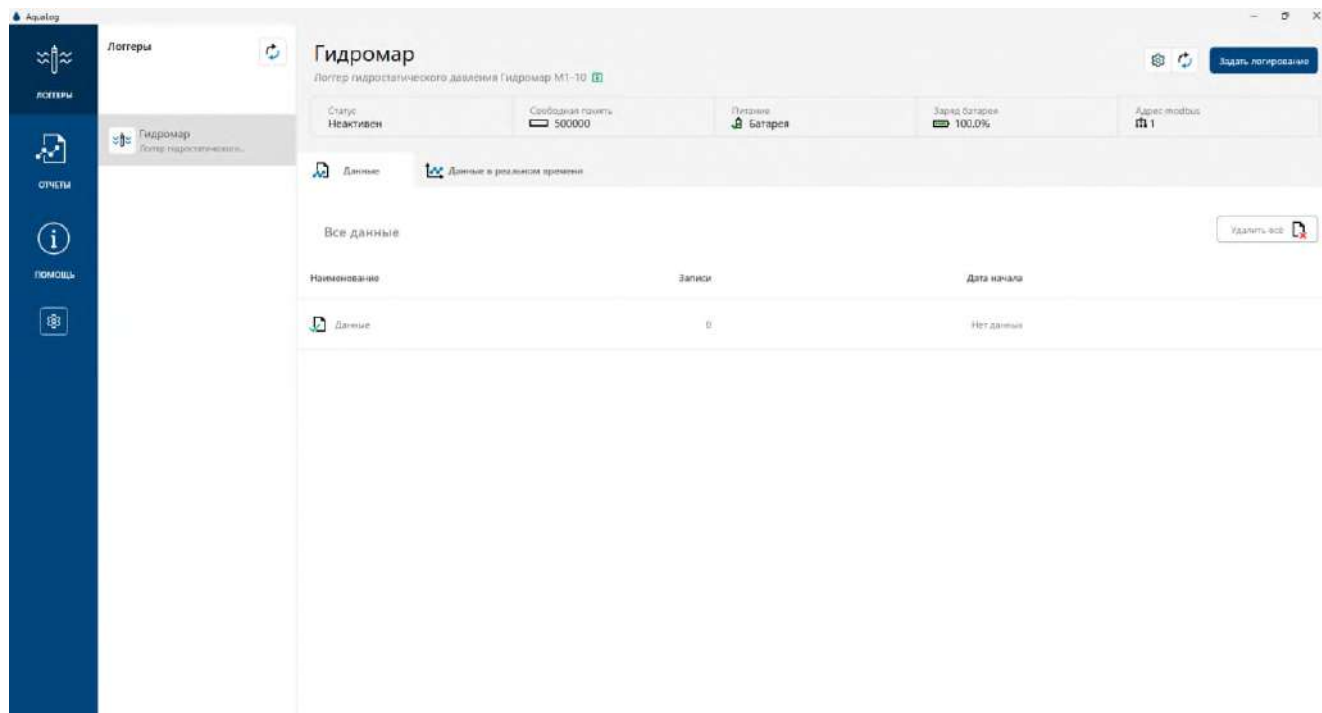 Aqualog
ЛОГГЕРЫ
ОТЧЕТЫ
ПОМОЩЬ
Логгеры
Гидромар
Логгер гидростатического...
Гидромар
Логгер гидростатического давления Гидромар М1-10
Задать логирование
Статус
Неактивен
Свободная память
500000
Питание
Батарея
Заряд батареи
100.0%
Адрес modbus
1
Данные
Данные в реальном времени
Все данные
Удалить всё
Наименование
Записи
Дата начала
Данные
0
Нет данных